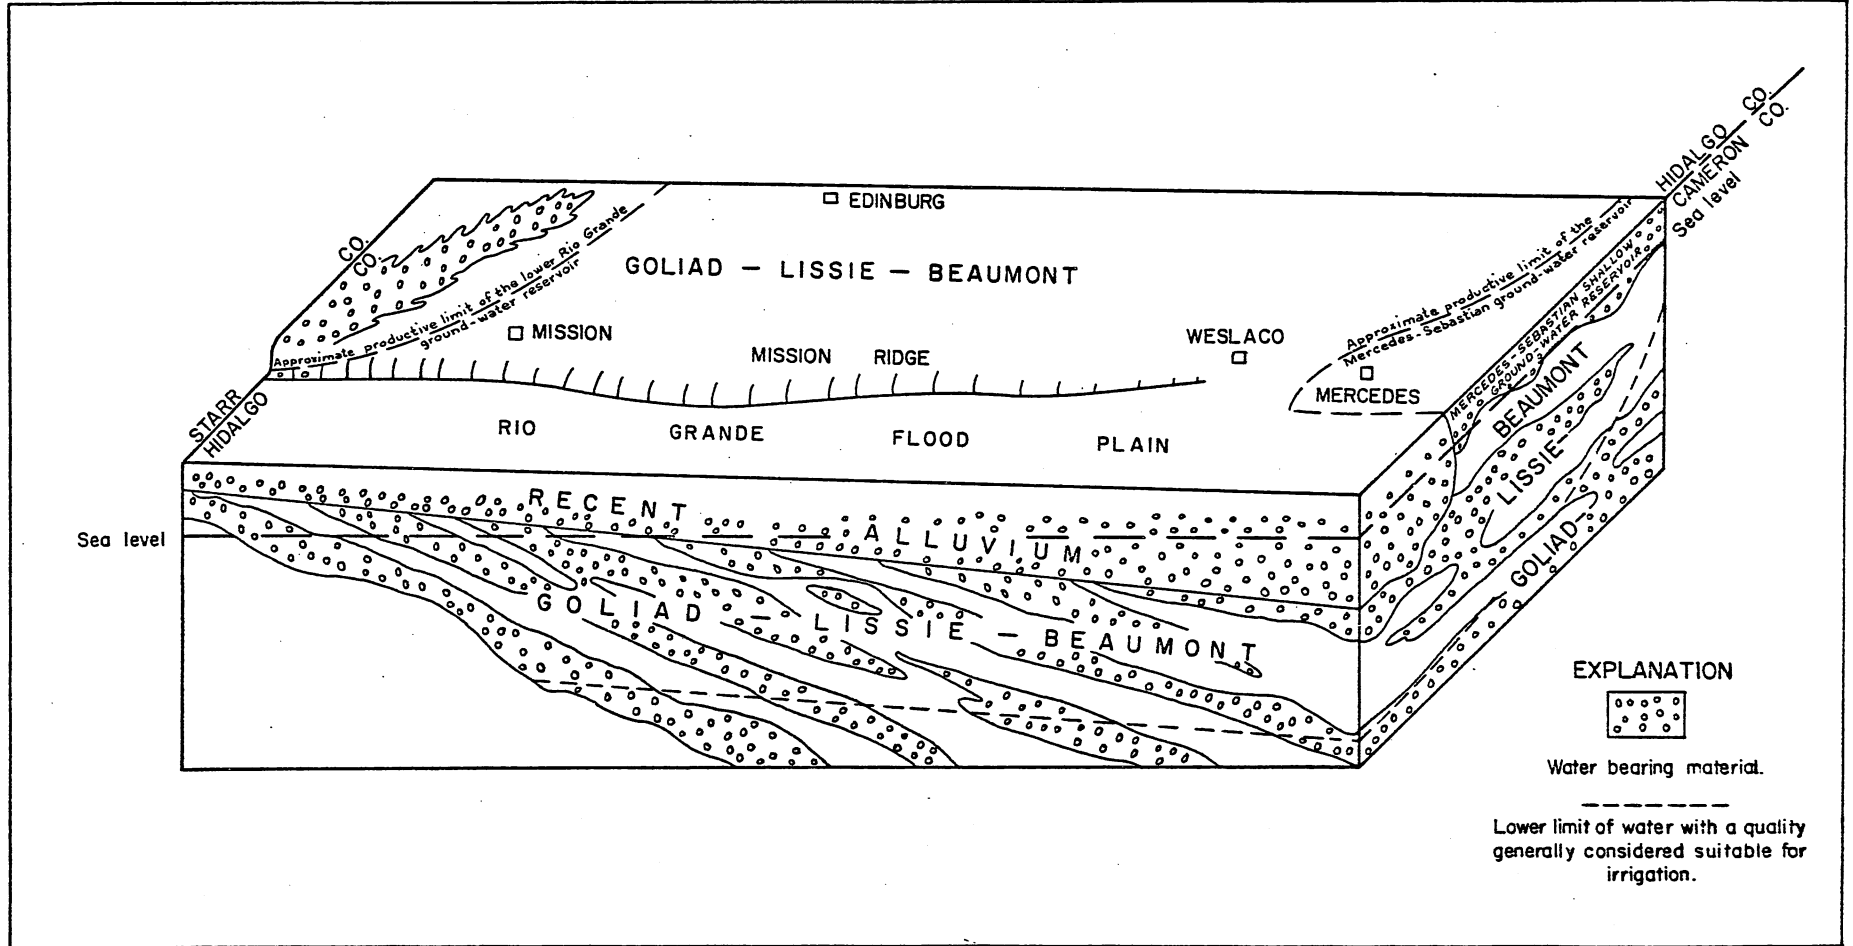 HIDALGO CO.
CAMERON CO.
Sea level
EDINBURG
STARR CO.
HIDALGO CO.
Approximate productive limit of the lower Rio Grande
ground-water reservoir
GOLIAD — LISSIE — BEAUMONT
Approximate productive limit of the
Mercedes-Sebastian ground-water reservoir
MERCEDES-SEBASTIAN SHALLOW
GROUND-WATER RESERVOIR
MISSION
MISSION RIDGE
WESLACO
MERCEDES
RIO GRANDE FLOOD PLAIN
BEAUMONT
LISSIE
GOLIAD
RECENT ALLUVIUM
Sea level
GOLIAD — LISSIE — BEAUMONT
EXPLANATION
Water bearing material.
Lower limit of water with a quality
generally considered suitable for
irrigation.